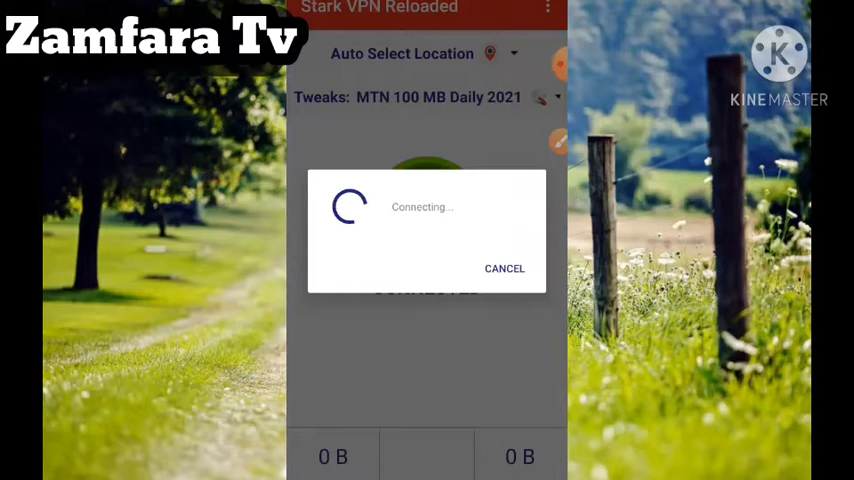 Zamfara Tv
Stark VPN Reloaded
Auto Select Location
Tweaks: MTN 100 MB Daily 2021
Connecting...
CANCEL
CONNECTED
0 B
0 B
K
KINEMASTER